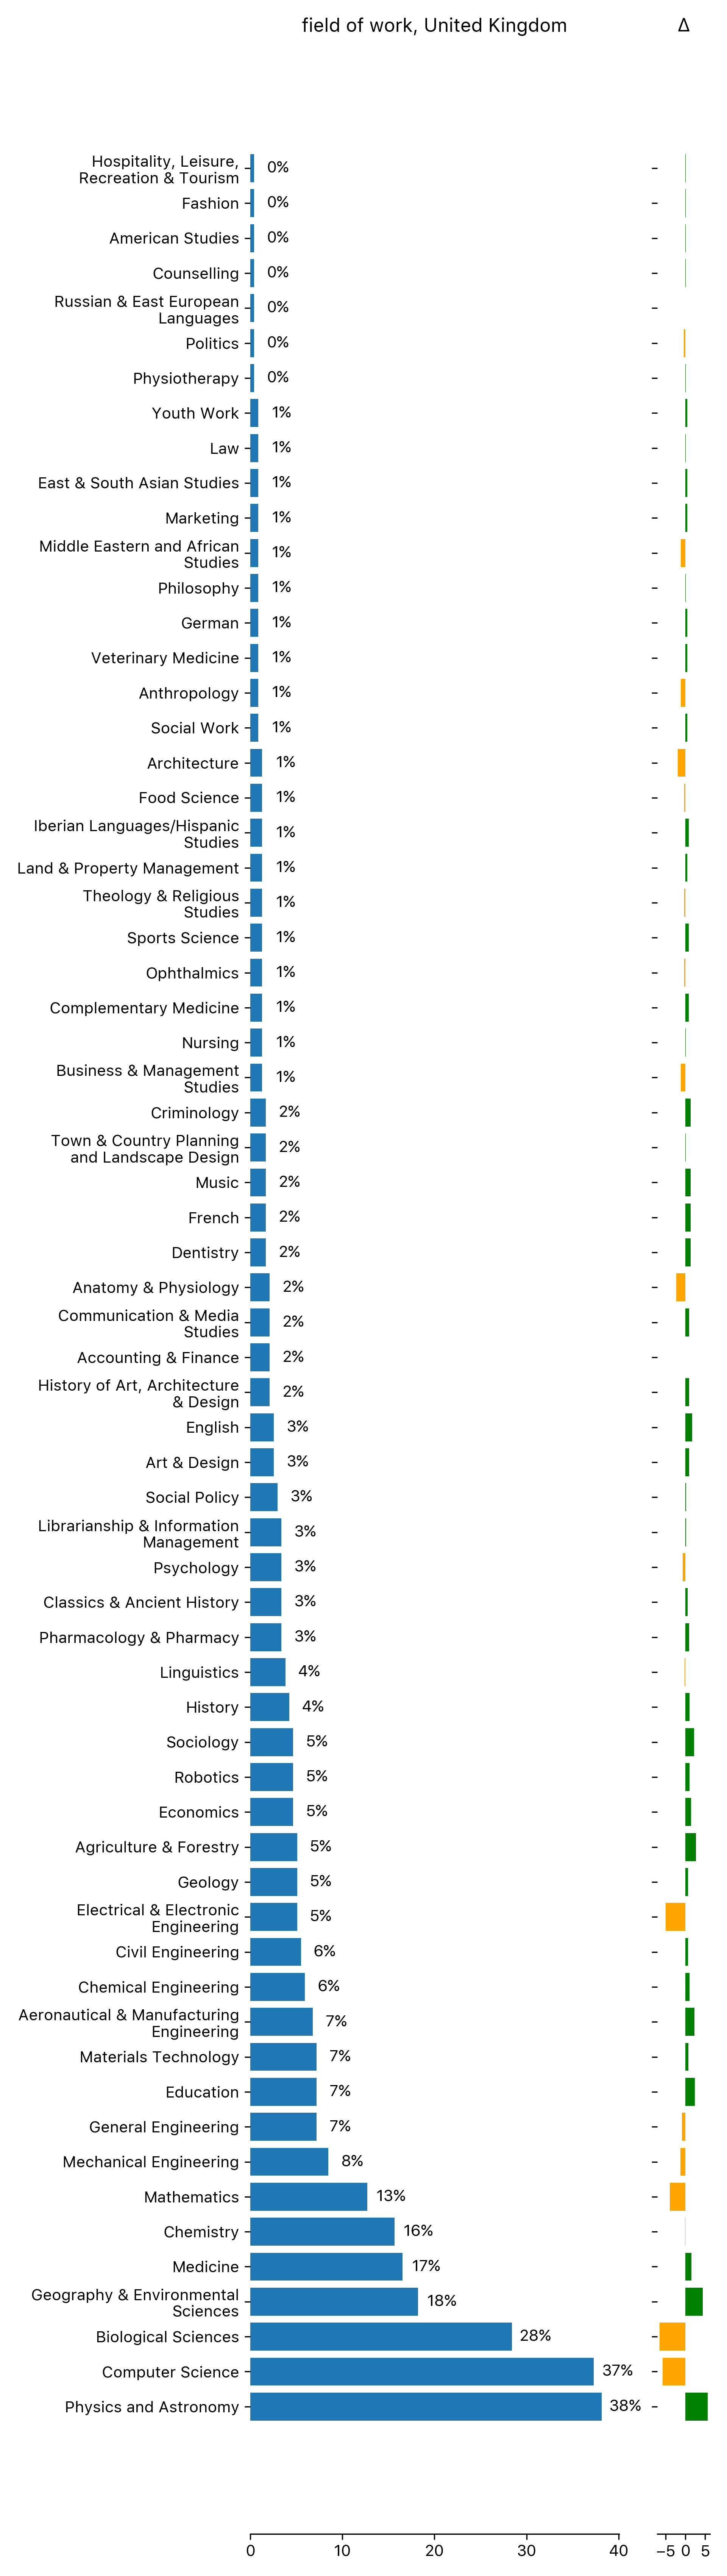 field of work, United Kingdom Δ
Hospitality, Leisure,
Recreation & Tourism 0%
Fashion 0%
American Studies 0%
Counselling 0%
Russian & East European
Languages 0%
Politics 0%
Physiotherapy 0%
Youth Work 1%
Law 1%
East & South Asian Studies 1%
Marketing 1%
Middle Eastern and African
Studies 1%
Philosophy 1%
German 1%
Veterinary Medicine 1%
Anthropology 1%
Social Work 1%
Architecture 1%
Food Science 1%
Iberian Languages/Hispanic
Studies 1%
Land & Property Management 1%
Theology & Religious
Studies 1%
Sports Science 1%
Ophthalmics 1%
Complementary Medicine 1%
Nursing 1%
Business & Management
Studies 1%
Criminology 2%
Town & Country Planning
and Landscape Design 2%
Music 2%
French 2%
Dentistry 2%
Anatomy & Physiology 2%
Communication & Media
Studies 2%
Accounting & Finance 2%
History of Art, Architecture
& Design 2%
English 3%
Art & Design 3%
Social Policy 3%
Librarianship & Information
Management 3%
Psychology 3%
Classics & Ancient History 3%
Pharmacology & Pharmacy 3%
Linguistics 4%
History 4%
Sociology 5%
Robotics 5%
Economics 5%
Agriculture & Forestry 5%
Geology 5%
Electrical & Electronic
Engineering 5%
Civil Engineering 6%
Chemical Engineering 6%
Aeronautical & Manufacturing
Engineering 7%
Materials Technology 7%
Education 7%
General Engineering 7%
Mechanical Engineering 8%
Mathematics 13%
Chemistry 16%
Medicine 17%
Geography & Environmental
Sciences 18%
Biological Sciences 28%
Computer Science 37%
Physics and Astronomy 38%
0 10 20 30 40 −5 0 5